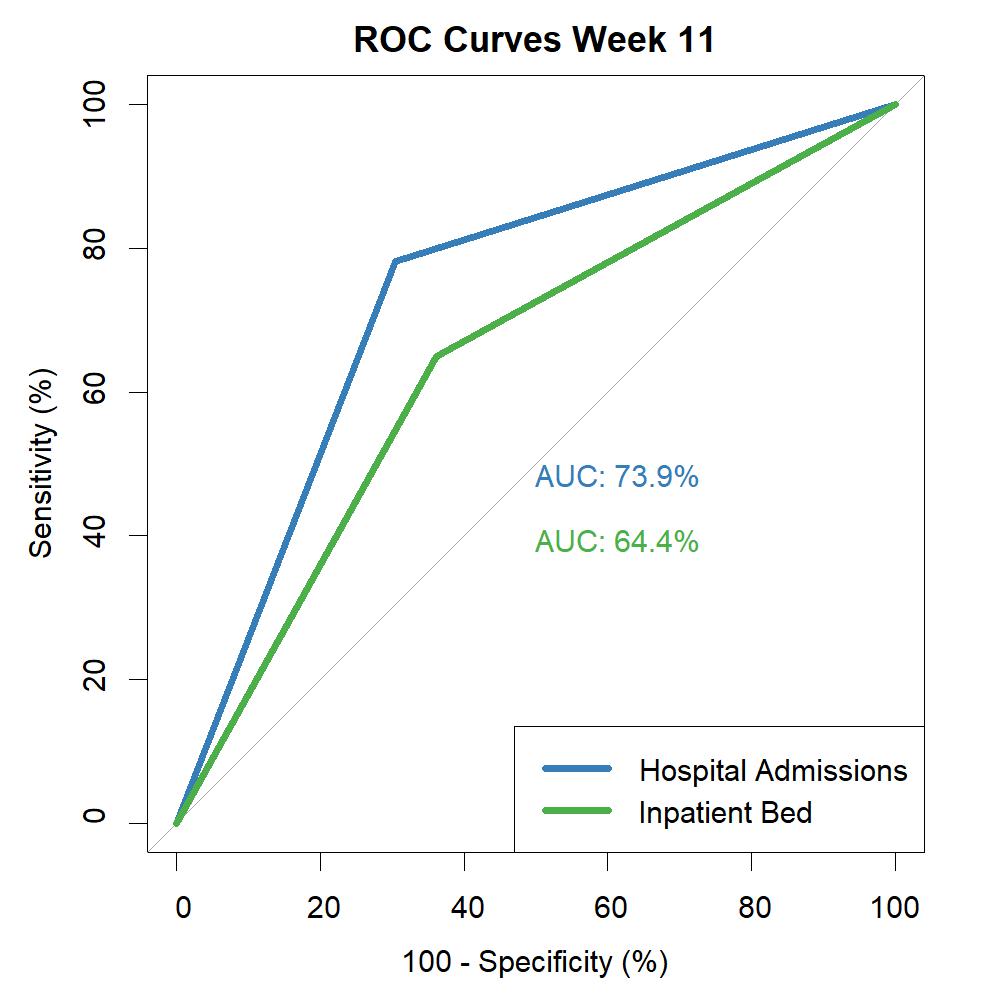 ROC Curves Week 11
Sensitivity (%)
100
80
60
40
20
0
AUC: 73.9%
AUC: 64.4%
Hospital Admissions
Inpatient Bed
0 20 40 60 80 100
100 - Specificity (%)